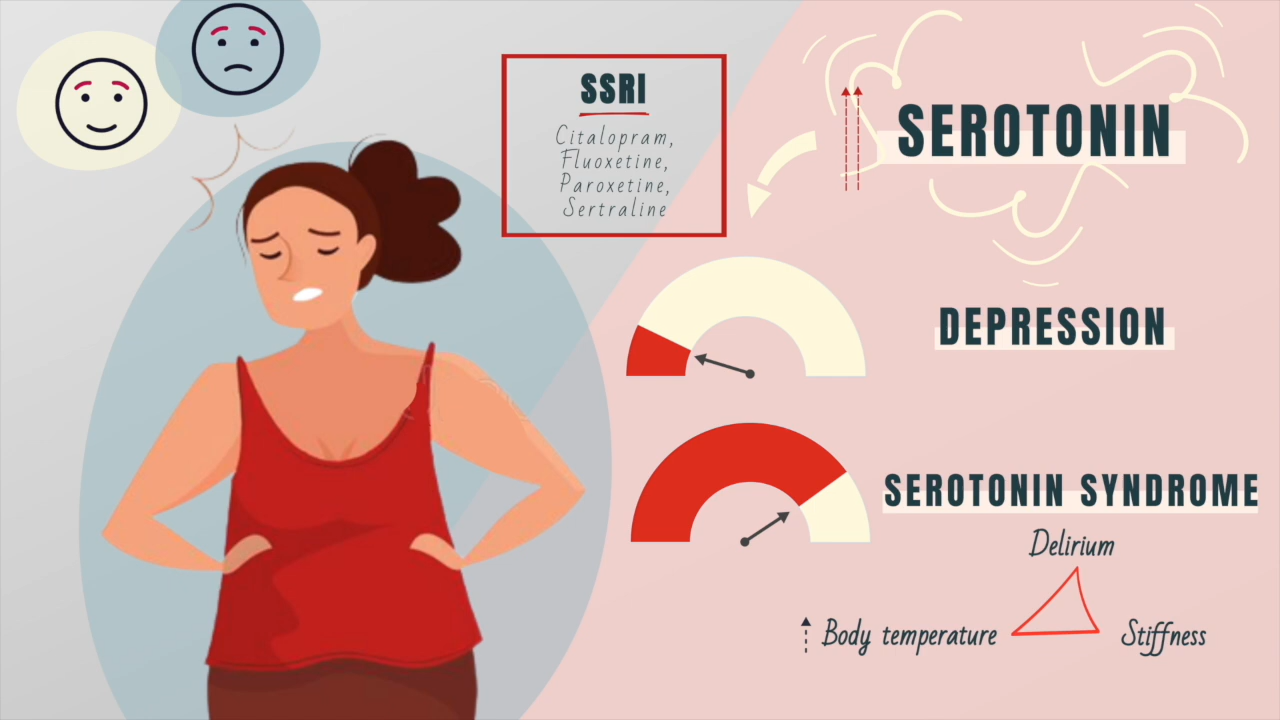 SSRI
Citalopram,
Fluoxetine,
Paroxetine,
Sertraline
SEROTONIN
DEPRESSION
SEROTONIN SYNDROME
Delirium
Body temperature
Stiffness